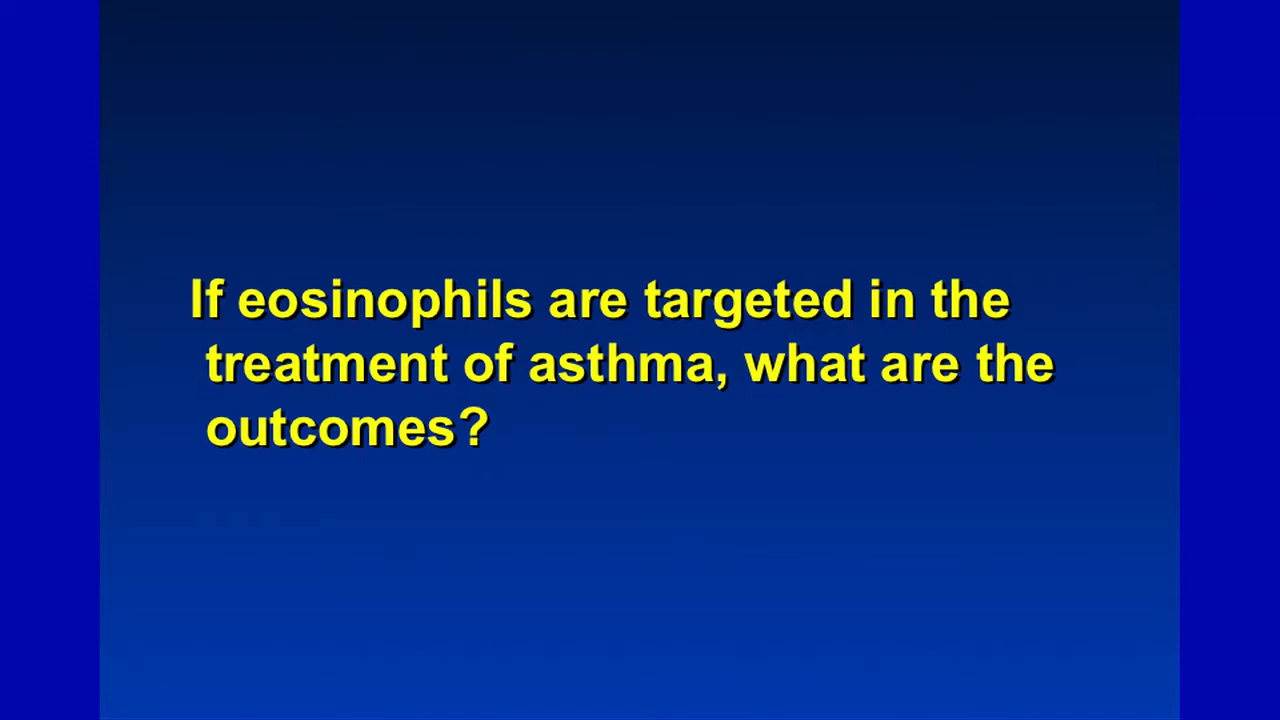 If eosinophils are targeted in the
treatment of asthma, what are the
outcomes?